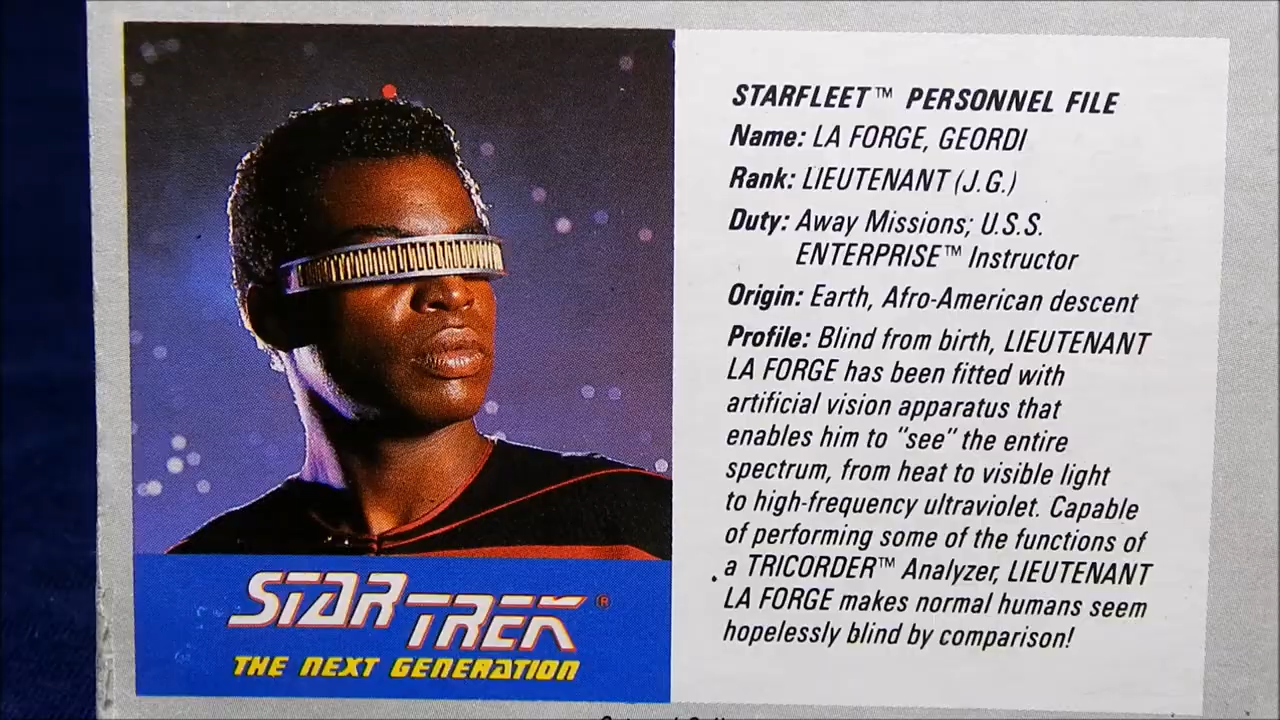 STARFLEET™ PERSONNEL FILE
Name: LA FORGE, GEORDI
Rank: LIEUTENANT (J.G.)
Duty: Away Missions; U.S.S.
ENTERPRISE™ Instructor
Origin: Earth, Afro-American descent
Profile: Blind from birth, LIEUTENANT
LA FORGE has been fitted with
artificial vision apparatus that
enables him to "see" the entire
spectrum, from heat to visible light
to high-frequency ultraviolet. Capable
of performing some of the functions of
a TRICORDER™ Analyzer, LIEUTENANT
LA FORGE makes normal humans seem
hopelessly blind by comparison!
STAR TREK®
THE NEXT GENERATION